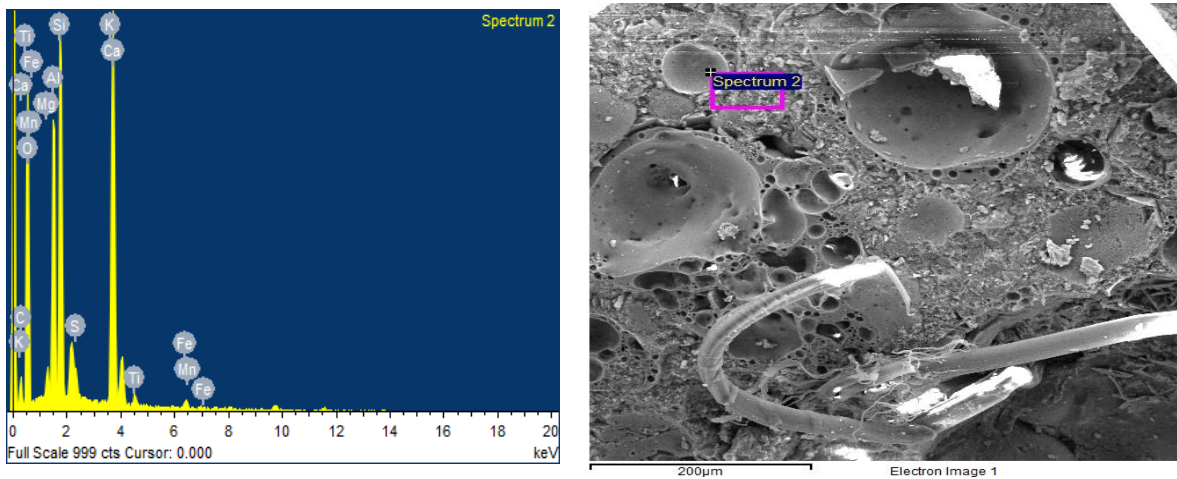 Spectrum 2
Ti
Si
K
Fe
Ca
Ca
Al
Mg
Mn
O
C
K
S
Ti
Fe
Mn
Fe
0 2 4 6 8 10 12 14 16 18 20
Full Scale 999 cts Cursor: 0.000 keV
Spectrum 2
200µm
Electron Image 1